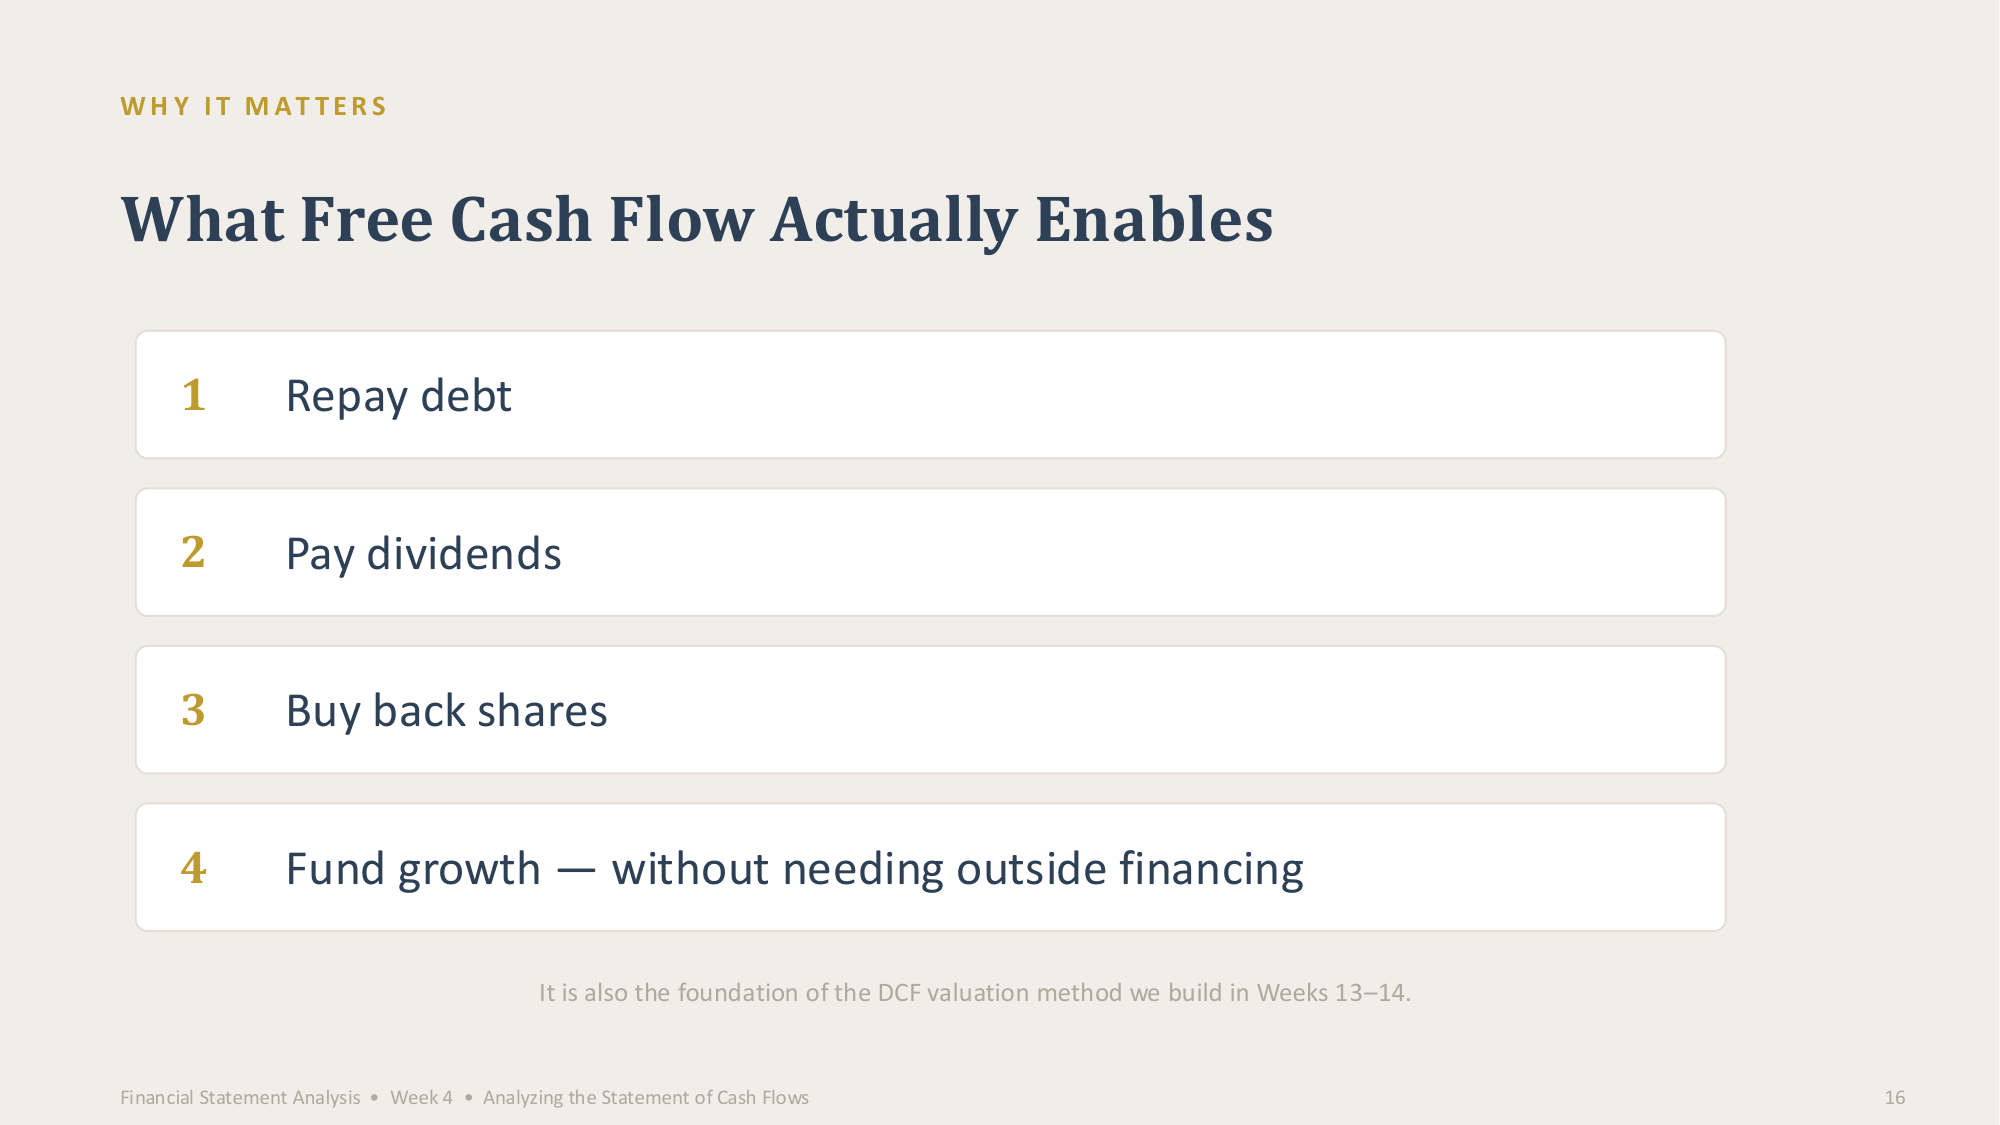 WHY IT MATTERS
What Free Cash Flow Actually Enables
1 Repay debt
2 Pay dividends
3 Buy back shares
4 Fund growth — without needing outside financing
It is also the foundation of the DCF valuation method we build in Weeks 13–14.
Financial Statement Analysis • Week 4 • Analyzing the Statement of Cash Flows 16